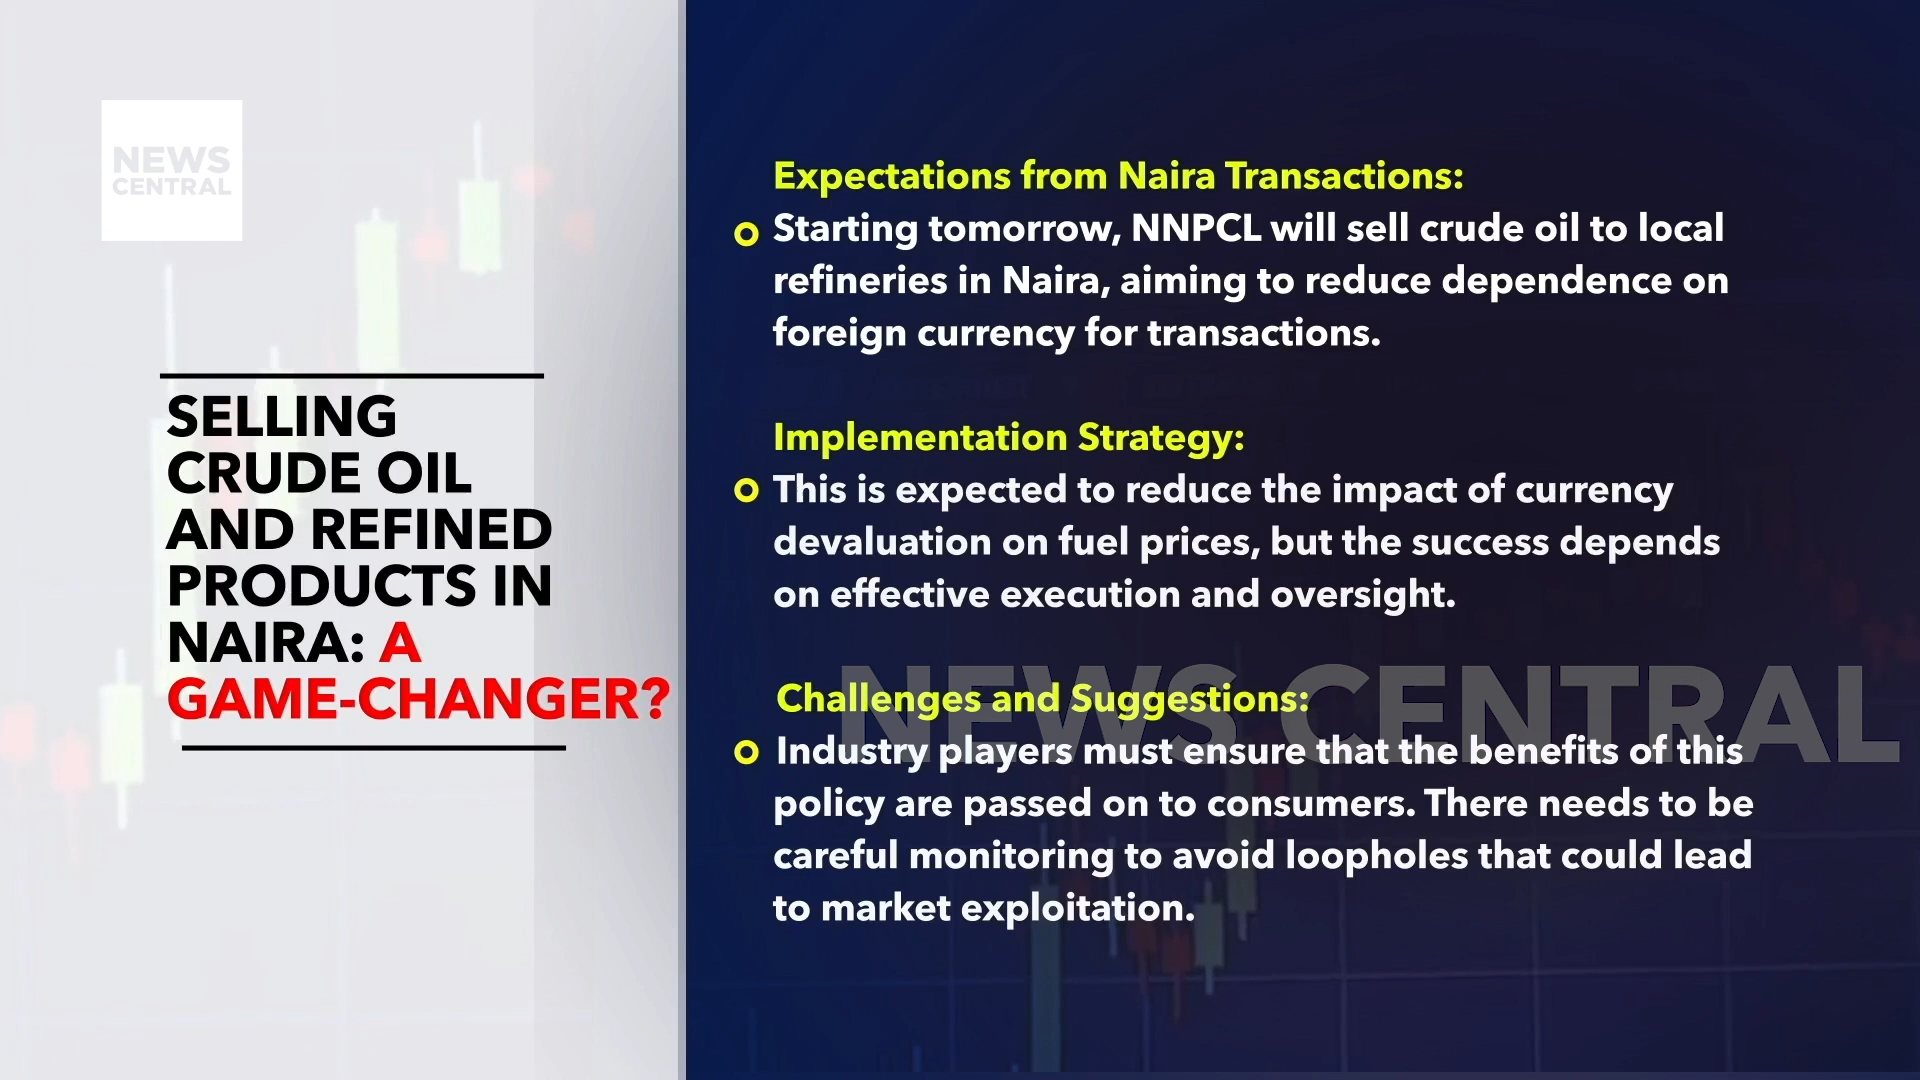 NEWS
CENTRAL
SELLING
CRUDE OIL
AND REFINED
PRODUCTS IN
NAIRA: A
GAME-CHANGER?
Expectations from Naira Transactions:
Starting tomorrow, NNPCL will sell crude oil to local
refineries in Naira, aiming to reduce dependence on
foreign currency for transactions.
Implementation Strategy:
This is expected to reduce the impact of currency
devaluation on fuel prices, but the success depends
on effective execution and oversight.
Challenges and Suggestions:
Industry players must ensure that the benefits of this
policy are passed on to consumers. There needs to be
careful monitoring to avoid loopholes that could lead
to market exploitation.
NEWS CENTRAL